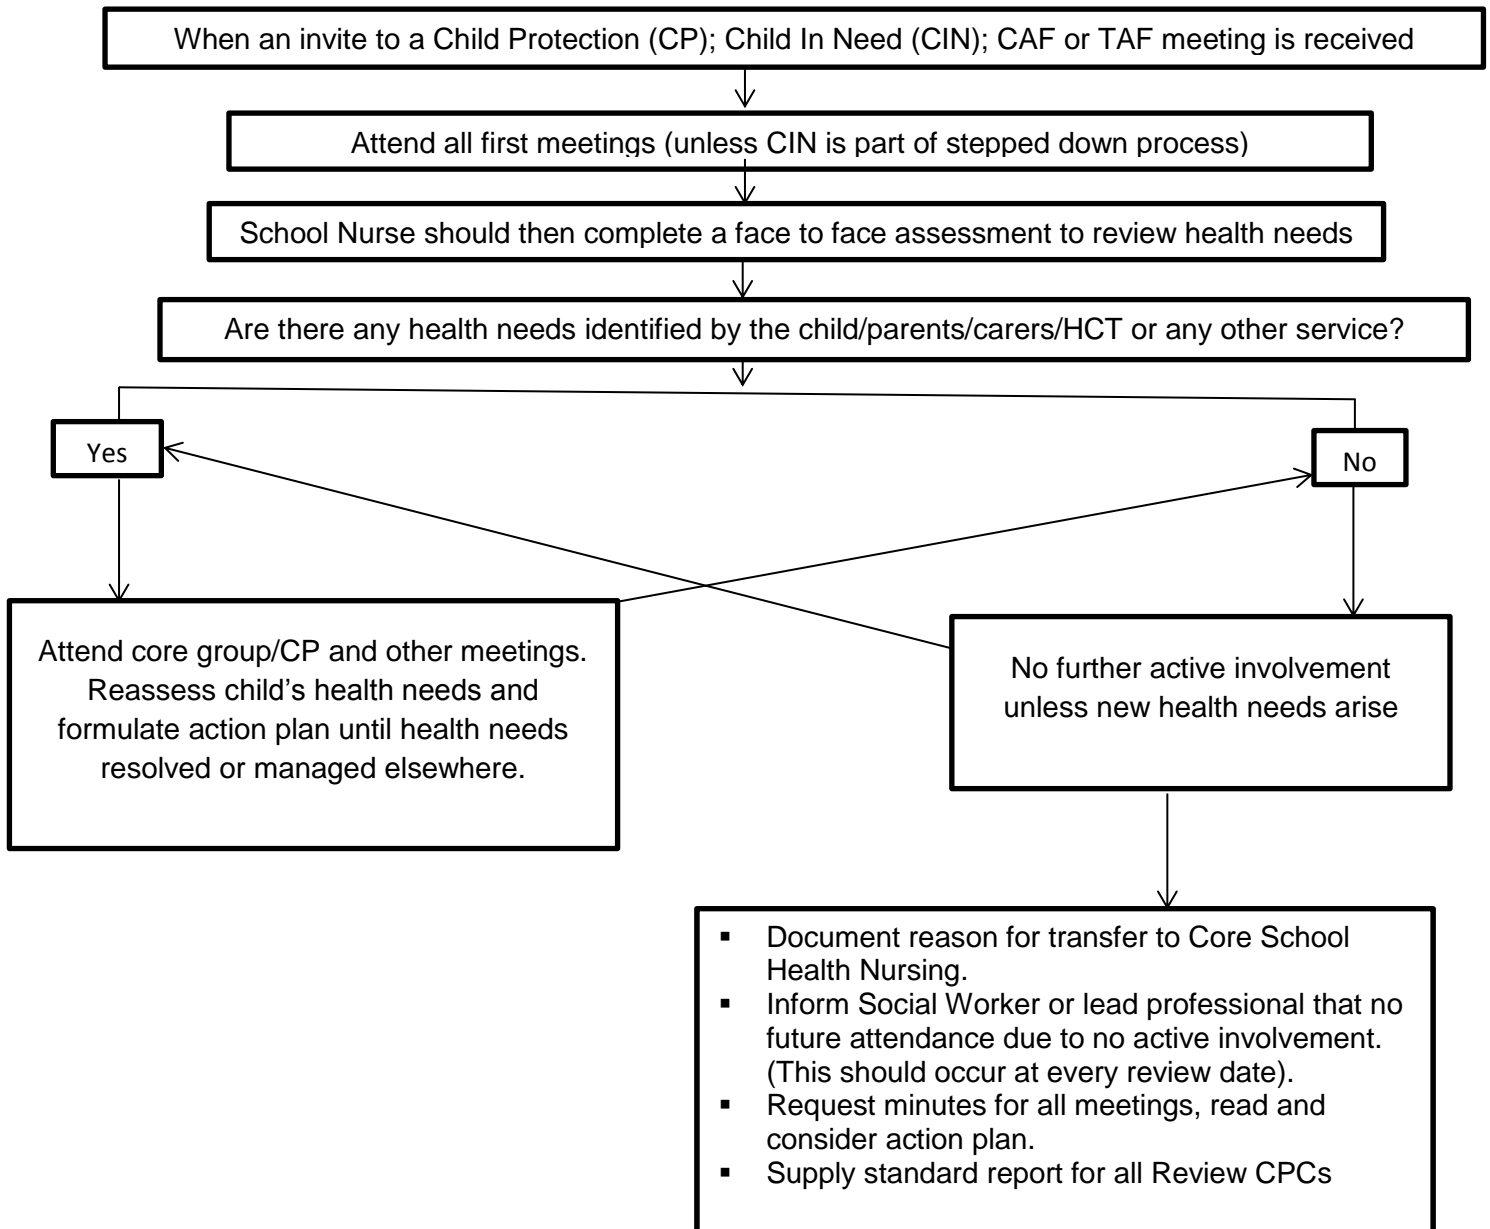 When an invite to a Child Protection (CP); Child In Need (CIN); CAF or TAF meeting is received
Attend all first meetings (unless CIN is part of stepped down process)
School Nurse should then complete a face to face assessment to review health needs
Are there any health needs identified by the child/parents/carers/HCT or any other service?
Yes
No
Attend core group/CP and other meetings.
Reassess child’s health needs and
formulate action plan until health needs
resolved or managed elsewhere.
No further active involvement
unless new health needs arise
▪ Document reason for transfer to Core School
Health Nursing.
▪ Inform Social Worker or lead professional that no
future attendance due to no active involvement.
(This should occur at every review date).
▪ Request minutes for all meetings, read and
consider action plan.
▪ Supply standard report for all Review CPCs